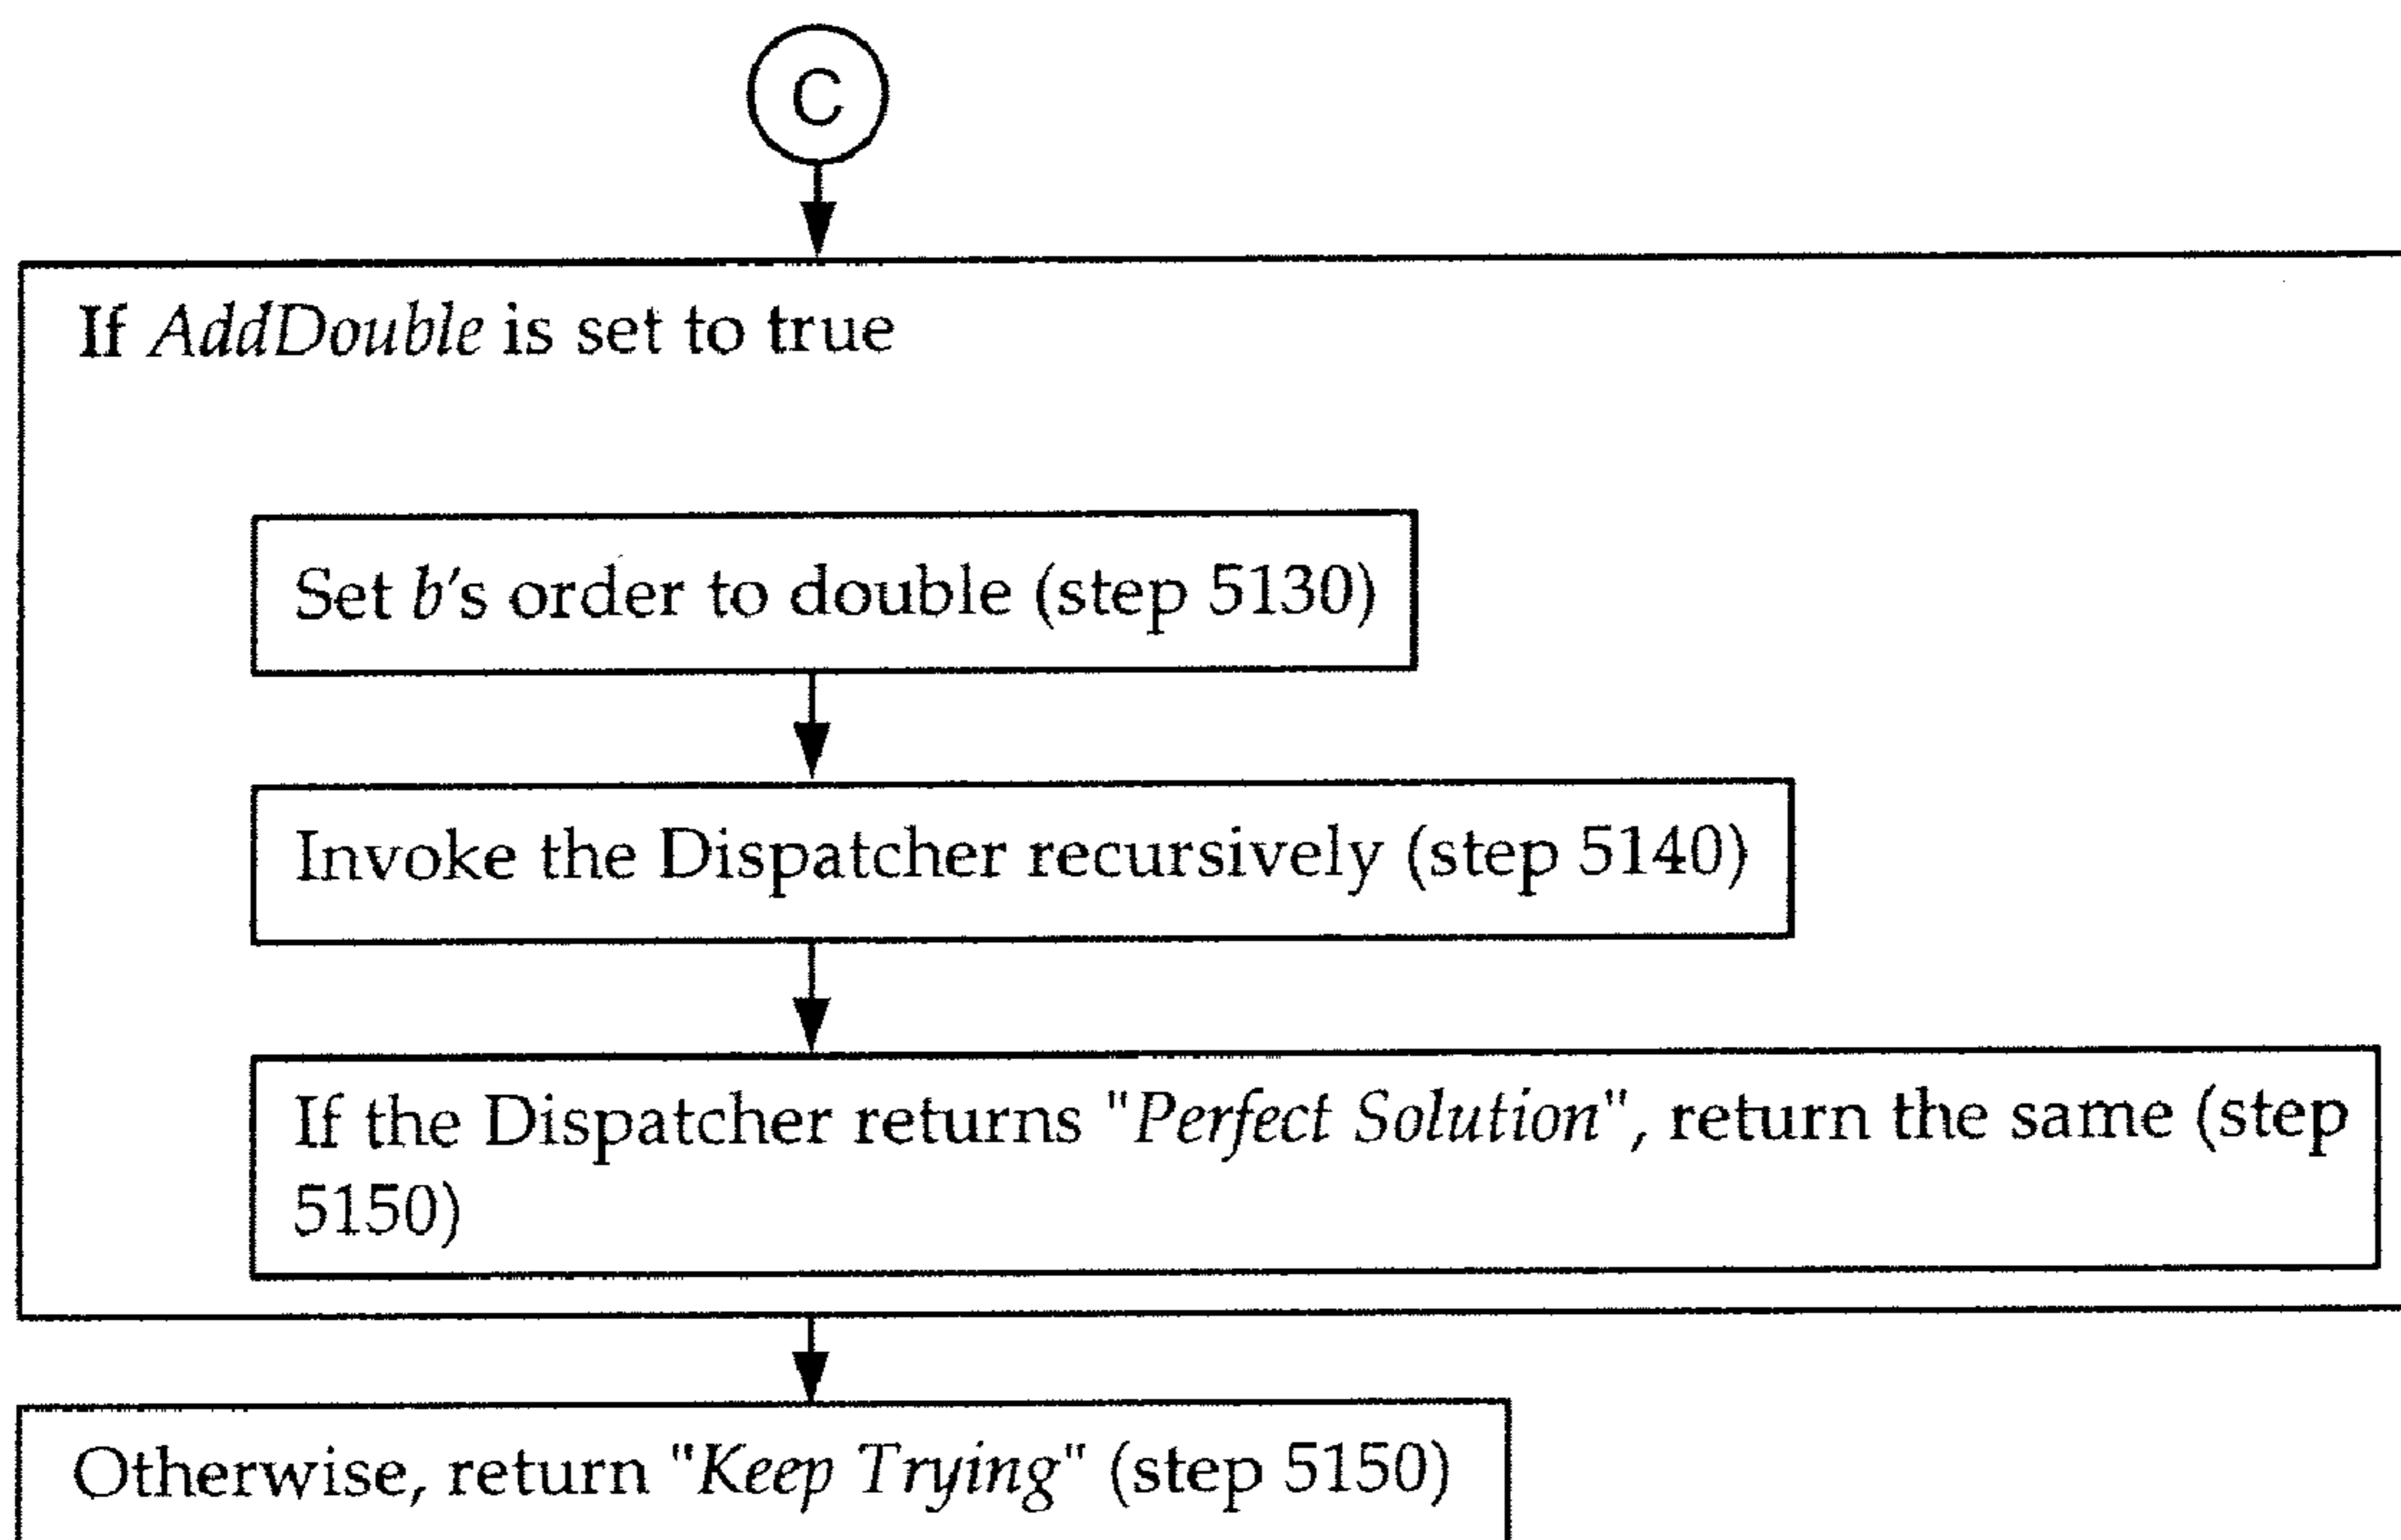 C
If AddDouble is set to true
Set b's order to double (step 5130)
Invoke the Dispatcher recursively (step 5140)
If the Dispatcher returns "Perfect Solution", return the same (step
5150)
Otherwise, return "Keep Trying" (step 5150)